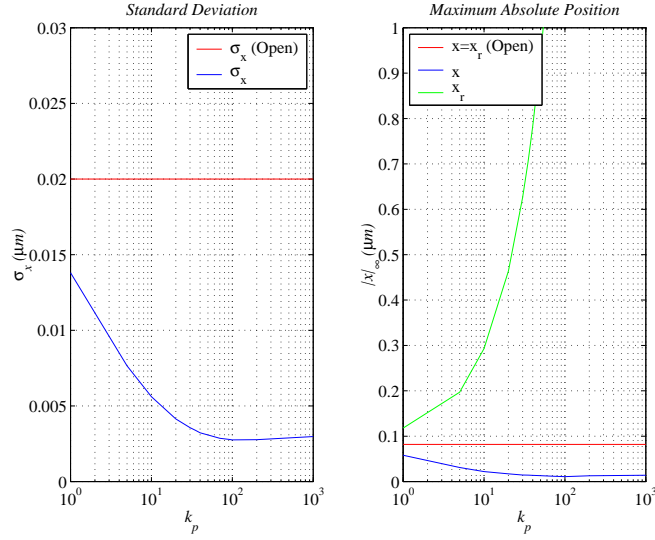 Standard Deviation
0.03
0.025
0.02
0.015
0.01
0.005
0
σx (μm)
10^0
10^1
10^2
10^3
kp
σx (Open)
σx
Maximum Absolute Position
1
0.9
0.8
0.7
0.6
0.5
0.4
0.3
0.2
0.1
0
|x|∞ (μm)
10^0
10^1
10^2
10^3
kp
x=xr (Open)
x
xr